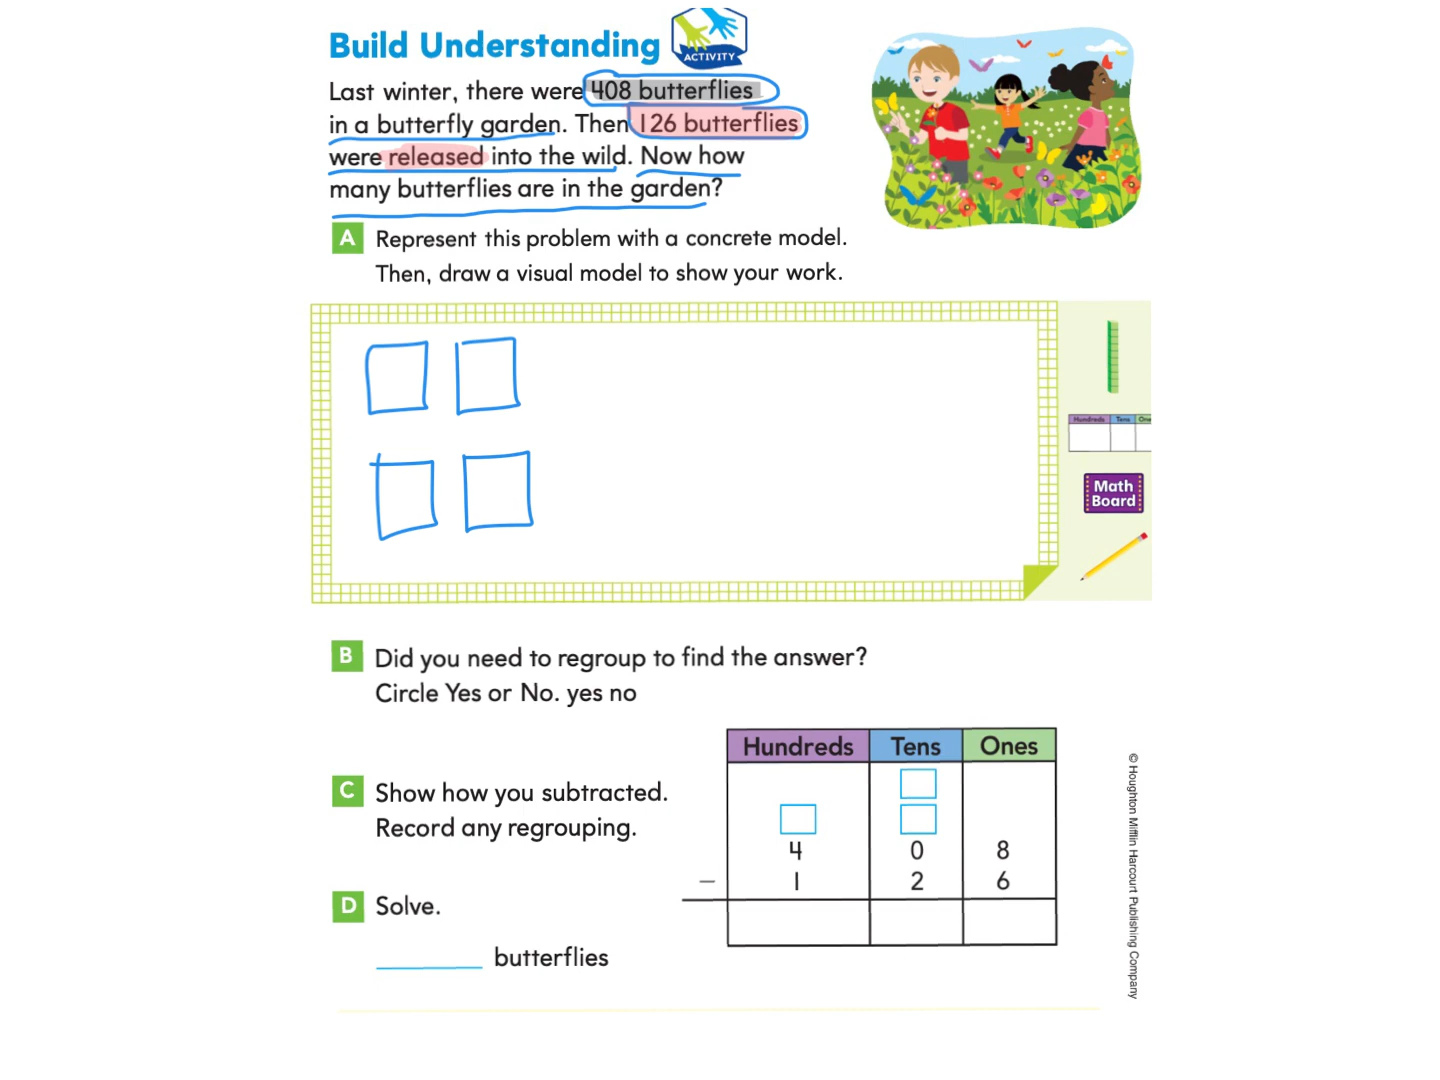 Build Understanding
ACTIVITY
Last winter, there were 408 butterflies
in a butterfly garden. Then 126 butterflies
were released into the wild. Now how
many butterflies are in the garden?
A Represent this problem with a concrete model.
Then, draw a visual model to show your work.
Hundreds Tens One
Math
Board
B Did you need to regroup to find the answer?
Circle Yes or No. yes no
Hundreds Tens Ones
C Show how you subtracted.
Record any regrouping.
4 0 8
− 1 2 6
D Solve.
butterflies
© Houghton Mifflin Harcourt Publishing Company